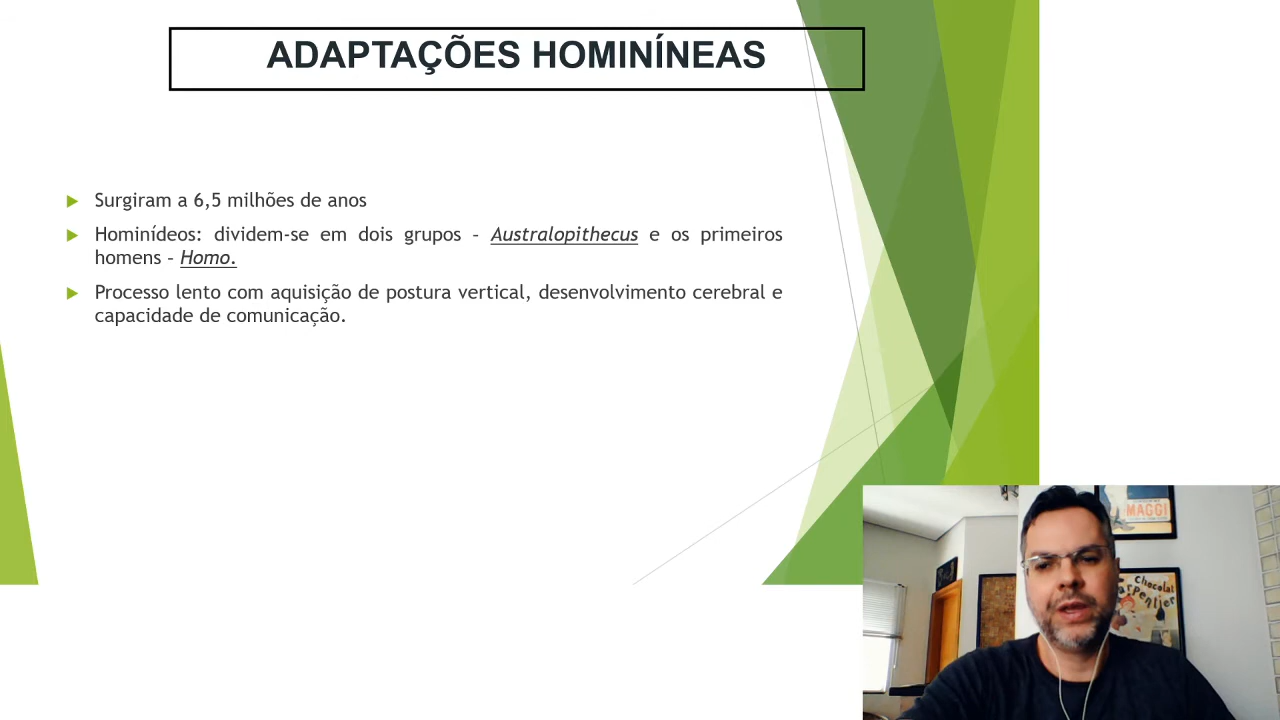 ADAPTAÇÕES HOMINÍNEAS
Surgiram a 6,5 milhões de anos
Hominídeos: dividem-se em dois grupos – Australopithecus e os primeiros
homens – Homo.
Processo lento com aquisição de postura vertical, desenvolvimento cerebral e
capacidade de comunicação.
MAGGI
Chocolat
Carpentier